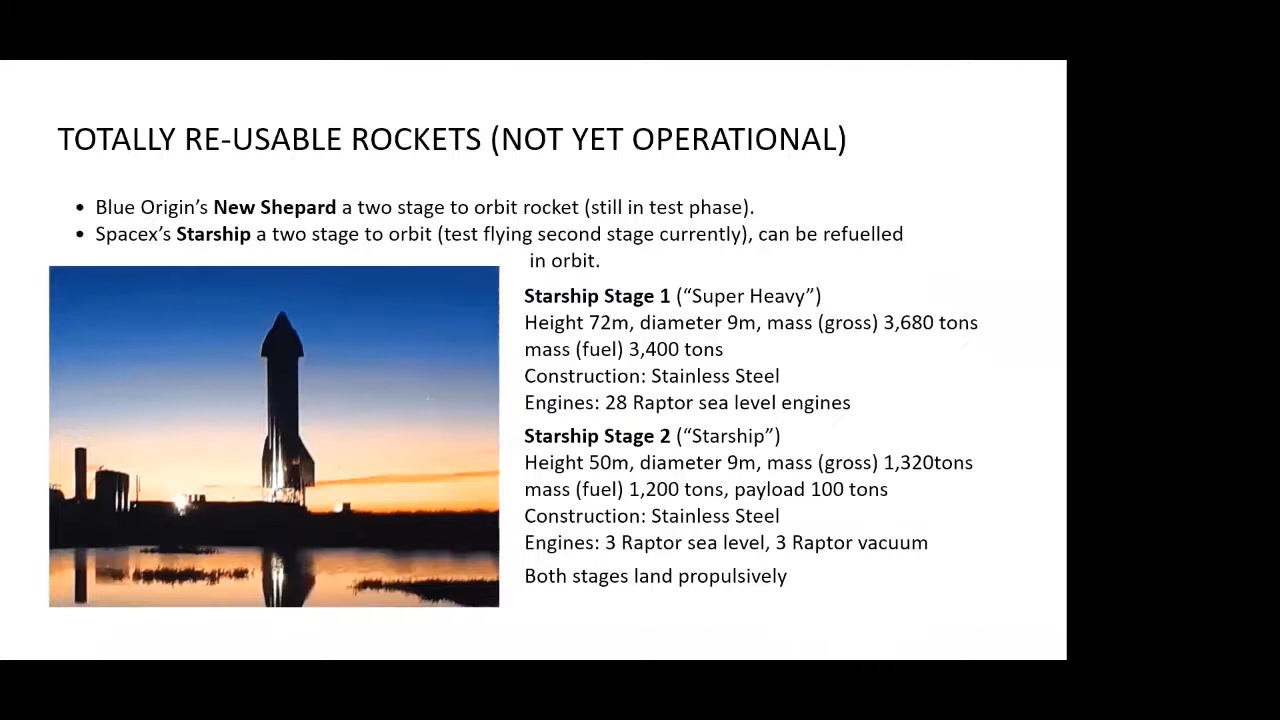 TOTALLY RE-USABLE ROCKETS (NOT YET OPERATIONAL)
• Blue Origin’s New Shepard a two stage to orbit rocket (still in test phase).
• Spacex’s Starship a two stage to orbit (test flying second stage currently), can be refuelled
in orbit.
Starship Stage 1 (“Super Heavy”)
Height 72m, diameter 9m, mass (gross) 3,680 tons
mass (fuel) 3,400 tons
Construction: Stainless Steel
Engines: 28 Raptor sea level engines
Starship Stage 2 (“Starship”)
Height 50m, diameter 9m, mass (gross) 1,320tons
mass (fuel) 1,200 tons, payload 100 tons
Construction: Stainless Steel
Engines: 3 Raptor sea level, 3 Raptor vacuum
Both stages land propulsively